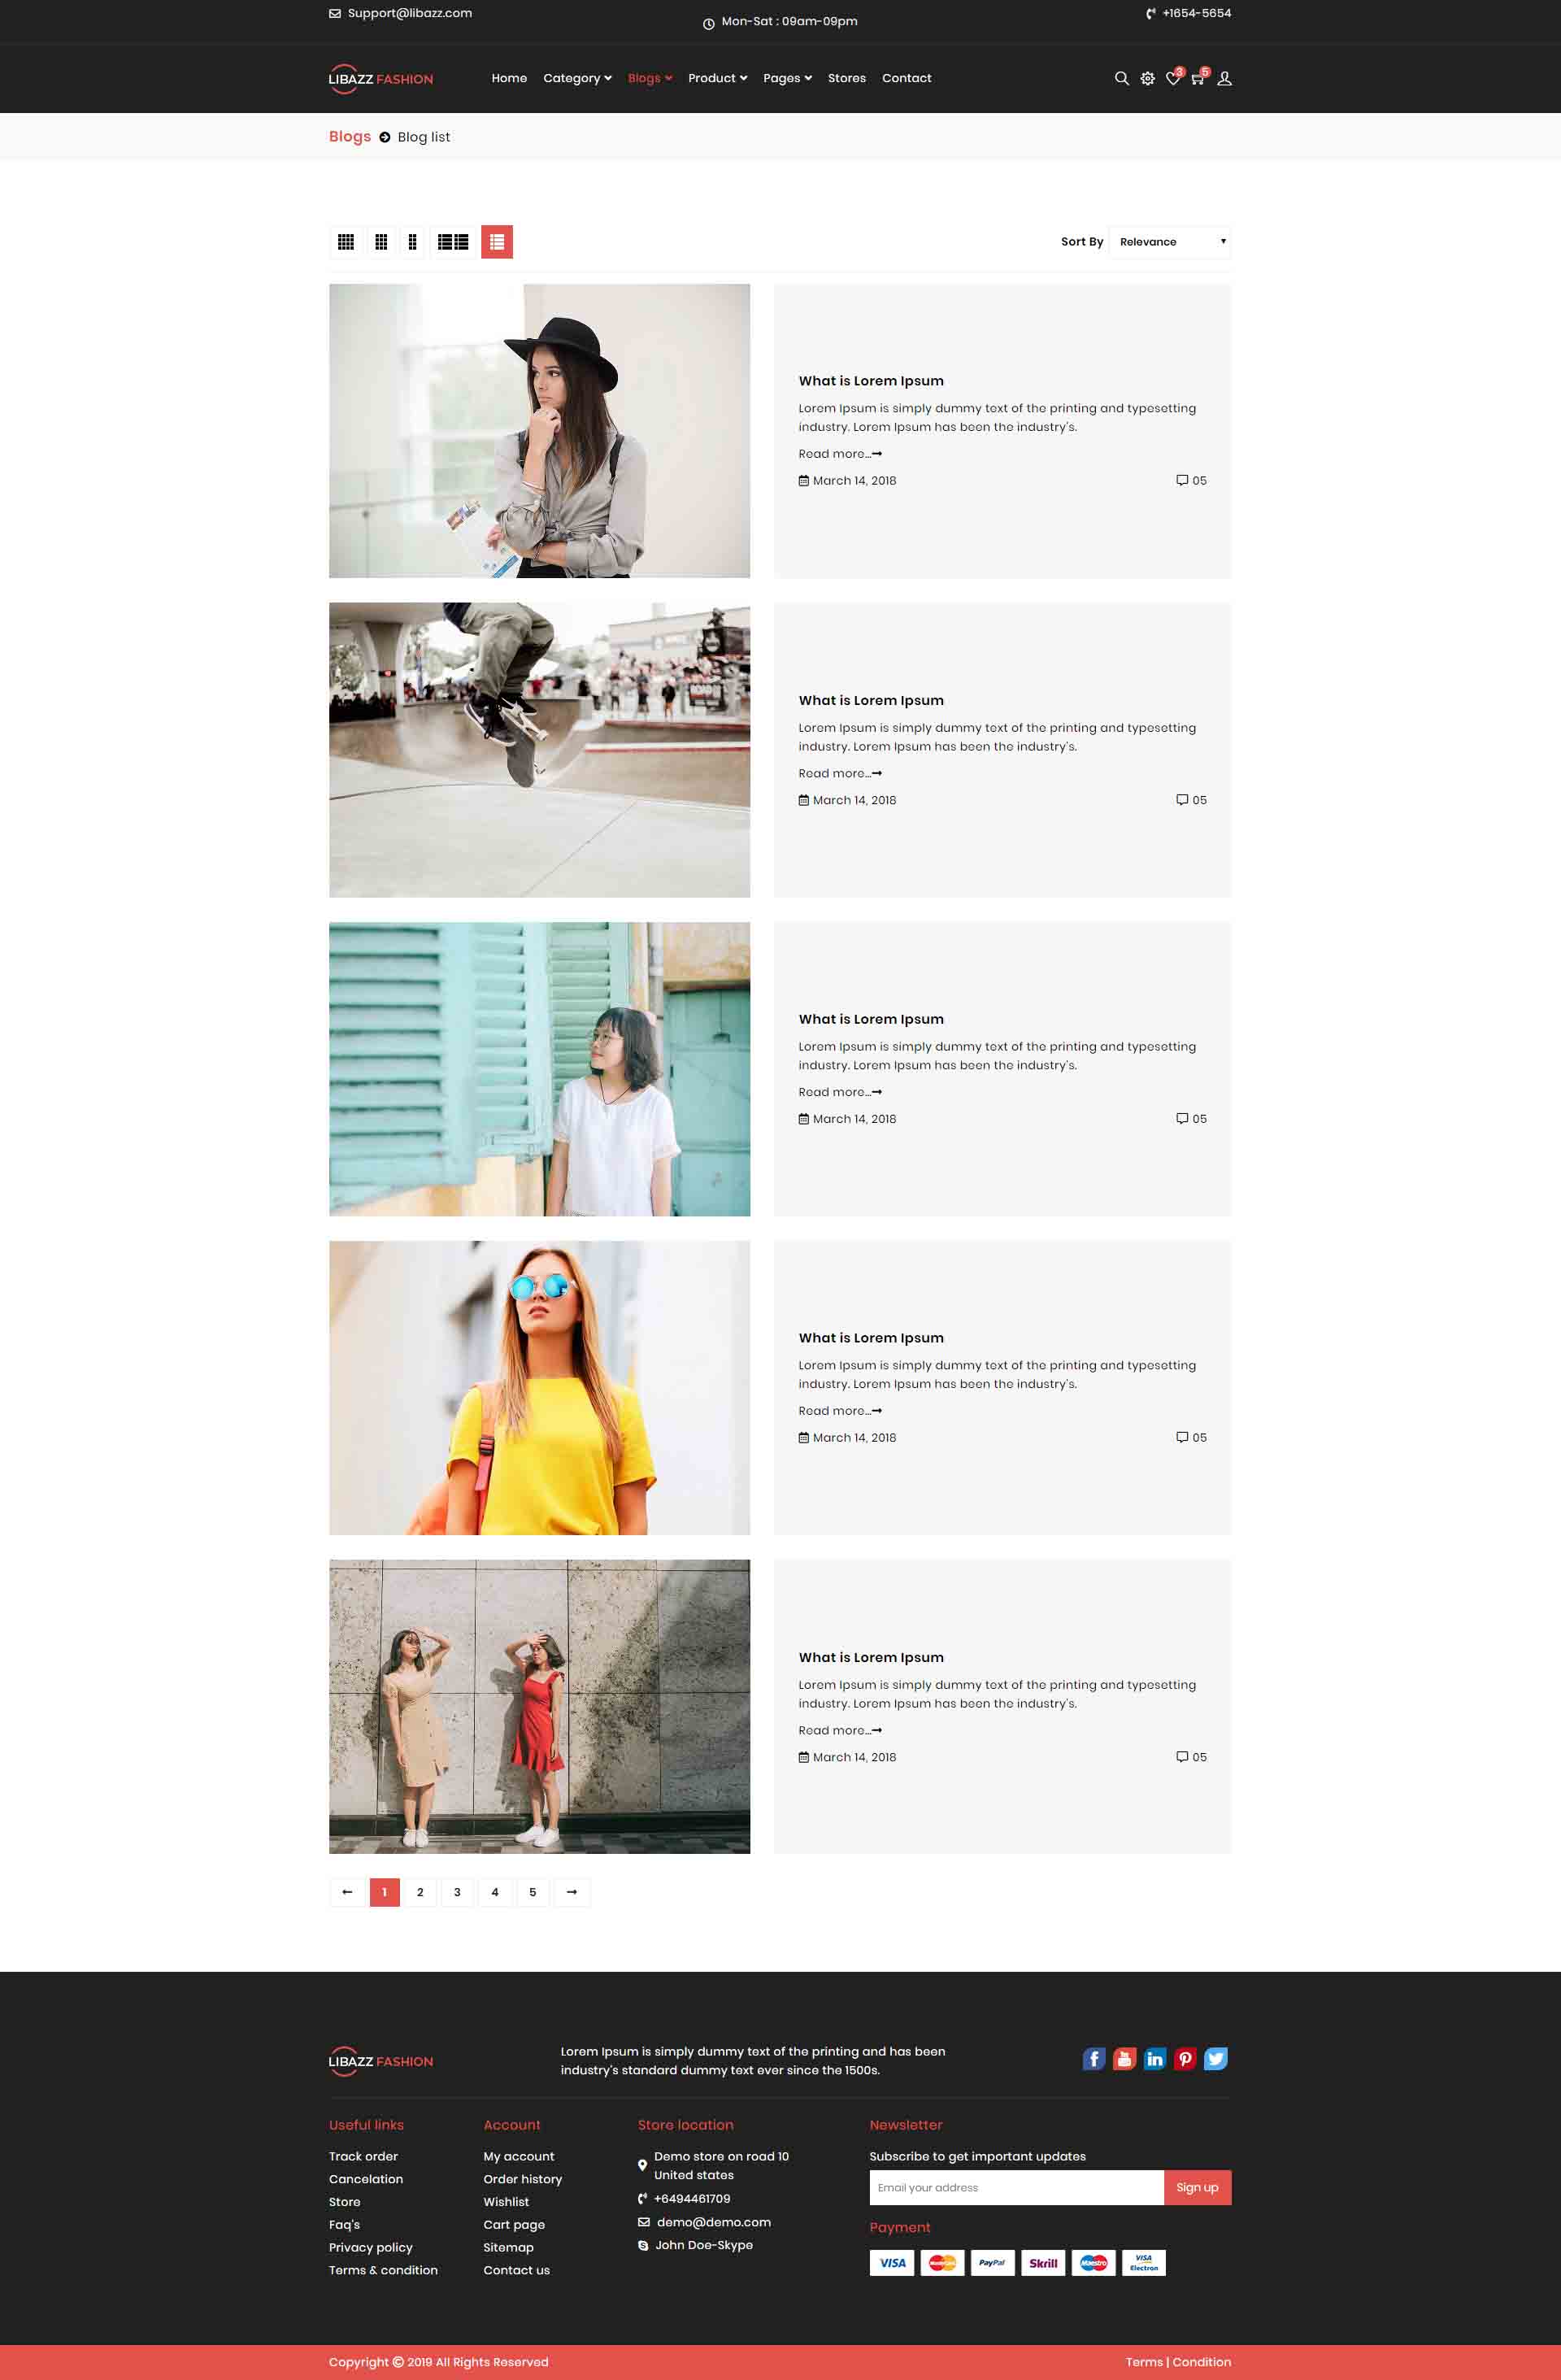 Support@libazz.com
Mon-Sat : 09am-09pm
+1654-5654
LIBAZZ FASHION
Home Category Blogs Product Pages Stores Contact
3
5
Blogs Blog list
Sort By Relevance
What is Lorem Ipsum
Lorem Ipsum is simply dummy text of the printing and typesetting
industry. Lorem Ipsum has been the industry's.
Read more...
March 14, 2018 05
What is Lorem Ipsum
Lorem Ipsum is simply dummy text of the printing and typesetting
industry. Lorem Ipsum has been the industry's.
Read more...
March 14, 2018 05
What is Lorem Ipsum
Lorem Ipsum is simply dummy text of the printing and typesetting
industry. Lorem Ipsum has been the industry's.
Read more...
March 14, 2018 05
What is Lorem Ipsum
Lorem Ipsum is simply dummy text of the printing and typesetting
industry. Lorem Ipsum has been the industry's.
Read more...
March 14, 2018 05
What is Lorem Ipsum
Lorem Ipsum is simply dummy text of the printing and typesetting
industry. Lorem Ipsum has been the industry's.
Read more...
March 14, 2018 05
1 2 3 4 5
LIBAZZ FASHION
Lorem Ipsum is simply dummy text of the printing and has been
industry's standard dummy text ever since the 1500s.
Useful links
Track order
Cancelation
Store
Faq's
Privacy policy
Terms & condition
Account
My account
Order history
Wishlist
Cart page
Sitemap
Contact us
Store location
Demo store on road 10
United states
+6494461709
demo@demo.com
John Doe-Skype
Newsletter
Subscribe to get important updates
Email your address Sign up
Payment
VISA MasterCard PayPal Skrill Maestro VISA Electron
Copyright © 2019 All Rights Reserved
Terms | Condition